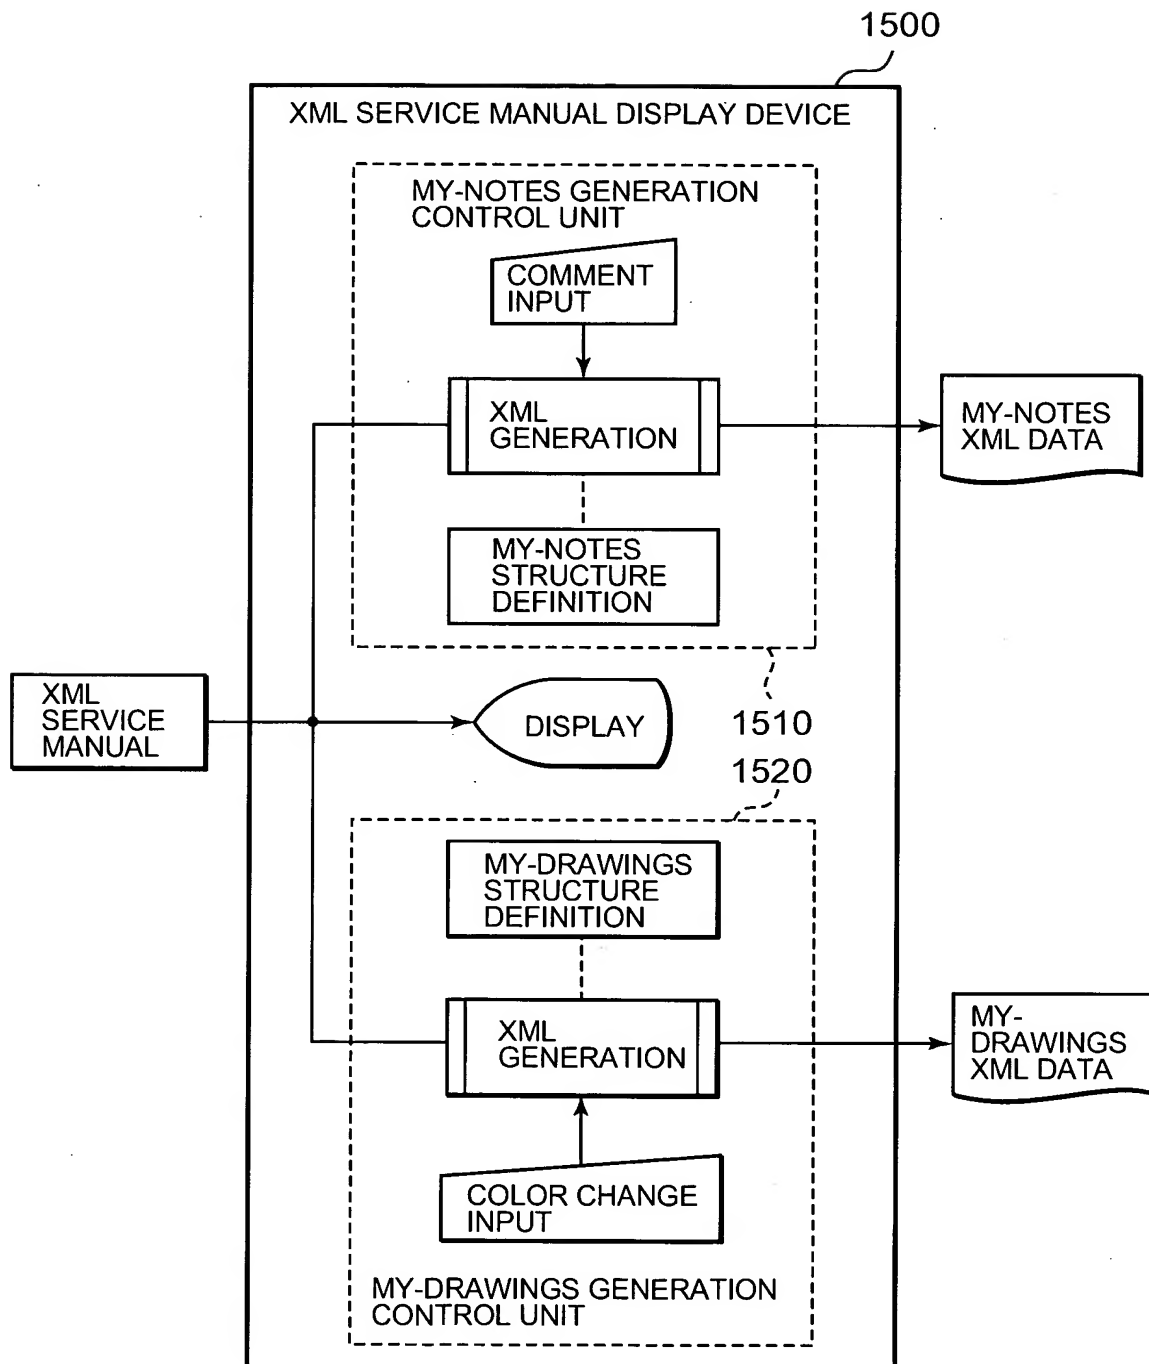 1500
XML SERVICE MANUAL DISPLAY DEVICE
MY-NOTES GENERATION
CONTROL UNIT
COMMENT
INPUT
XML
GENERATION
MY-NOTES
XML DATA
MY-NOTES
STRUCTURE
DEFINITION
1510
XML
SERVICE
MANUAL
DISPLAY
1520
MY-DRAWINGS
STRUCTURE
DEFINITION
XML
GENERATION
MY-
DRAWINGS
XML DATA
COLOR CHANGE
INPUT
MY-DRAWINGS GENERATION
CONTROL UNIT